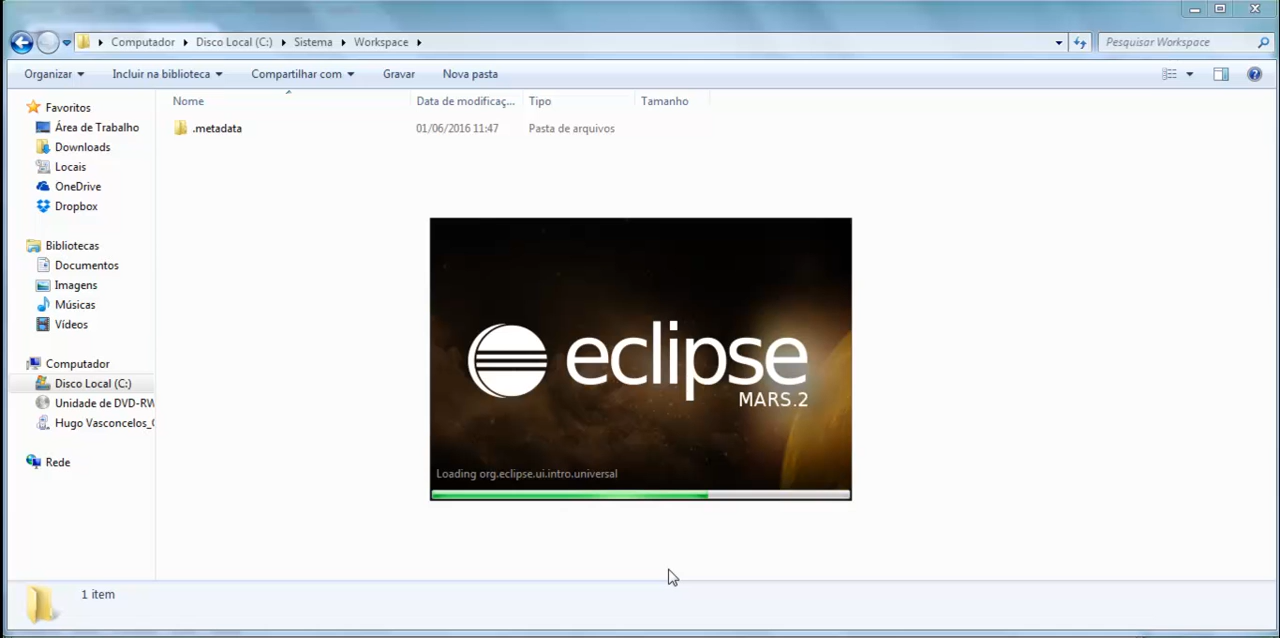 Computador Disco Local (C:) Sistema Workspace Pesquisar Workspace
Organizar Incluir na biblioteca Compartilhar com Gravar Nova pasta
Nome Data de modificaç... Tipo Tamanho
.metadata 01/06/2016 11:47 Pasta de arquivos
Favoritos
Área de Trabalho
Downloads
Locais
OneDrive
Dropbox
Bibliotecas
Documentos
Imagens
Músicas
Vídeos
Computador
Disco Local (C:)
Unidade de DVD-RW
Hugo Vasconcelos_
Rede
eclipse
MARS.2
Loading org.eclipse.ui.intro.universal
1 item